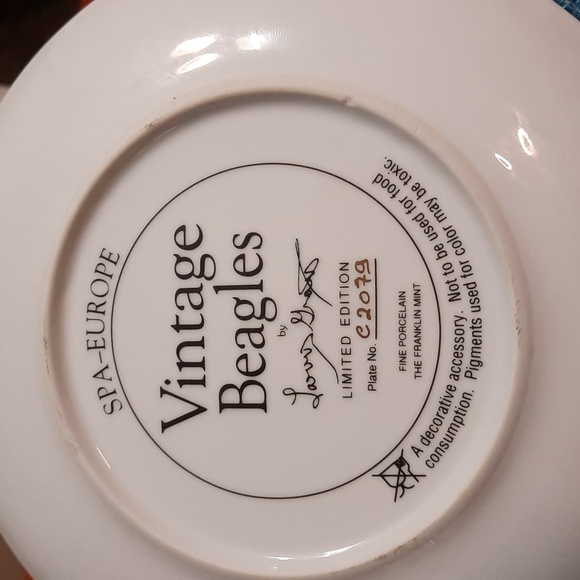 SPA-EUROPE
Vintage
Beagles
by
LIMITED EDITION
Plate No. C2079
FINE PORCELAIN
THE FRANKLIN MINT
A decorative accessory. Not to be used for food
consumption. Pigments used for color may be toxic.